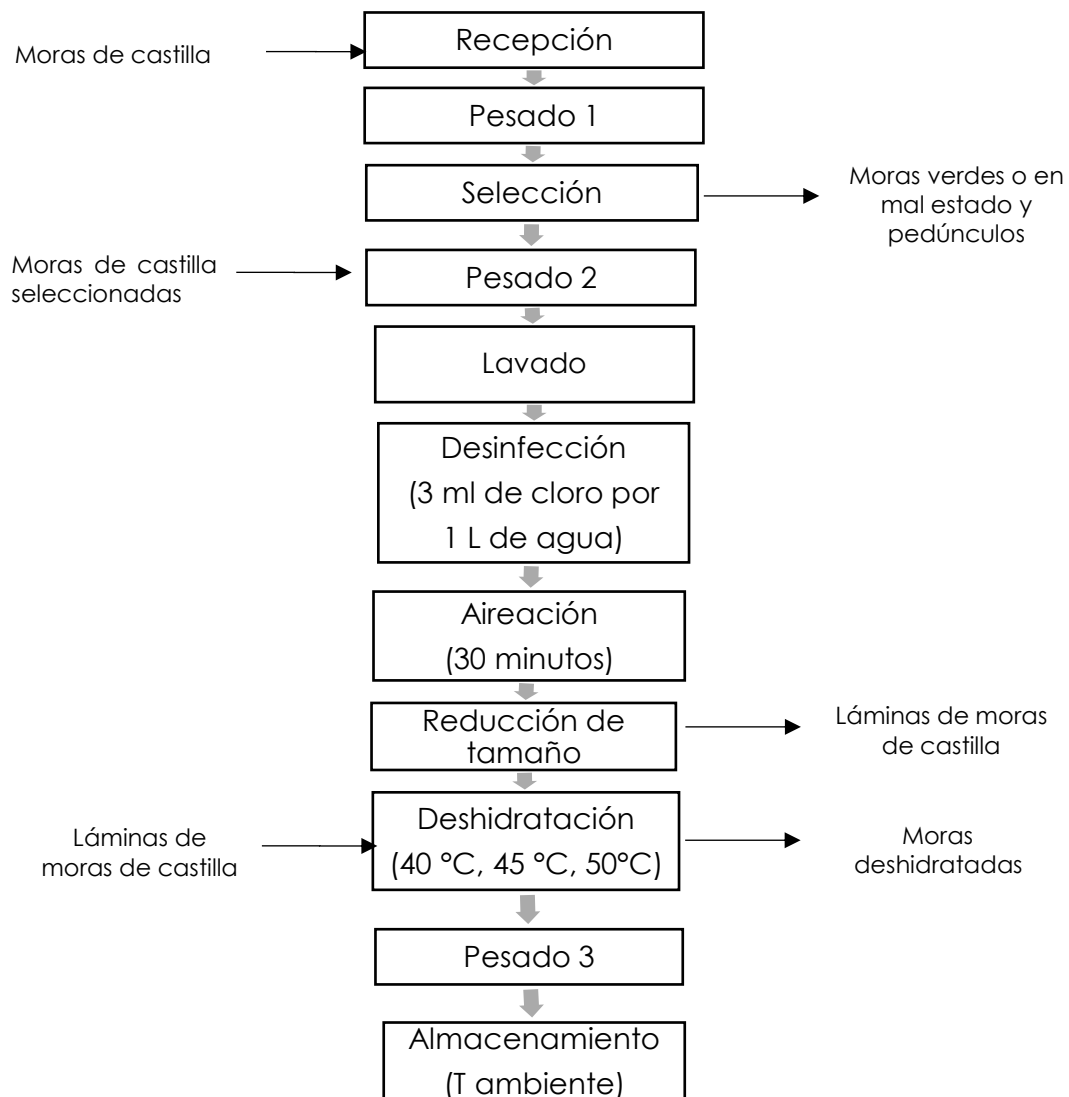 Moras de castilla
Recepción
Pesado 1
Selección
Moras verdes o en
mal estado y
pedúnculos
Moras de castilla
seleccionadas
Pesado 2
Lavado
Desinfección
(3 ml de cloro por
1 L de agua)
Aireación
(30 minutos)
Reducción de
tamaño
Láminas de moras
de castilla
Láminas de
moras de castilla
Deshidratación
(40 °C, 45 °C, 50°C)
Moras
deshidratadas
Pesado 3
Almacenamiento
(T ambiente)